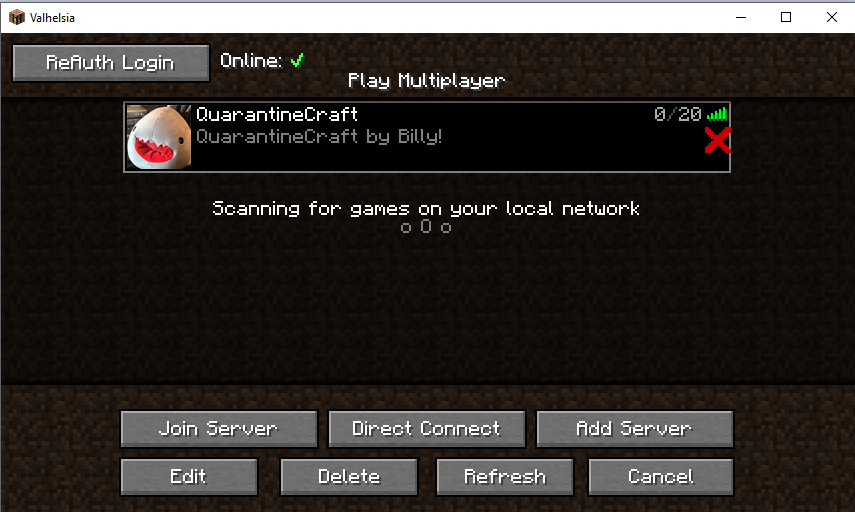 Valhelsia
ReAuth Login
Online:
Play Multiplayer
QuarantineCraft 0/20
QuarantineCraft by Billy!
Scanning for games on your local network
o O o
Join Server Direct Connect Add Server
Edit Delete Refresh Cancel